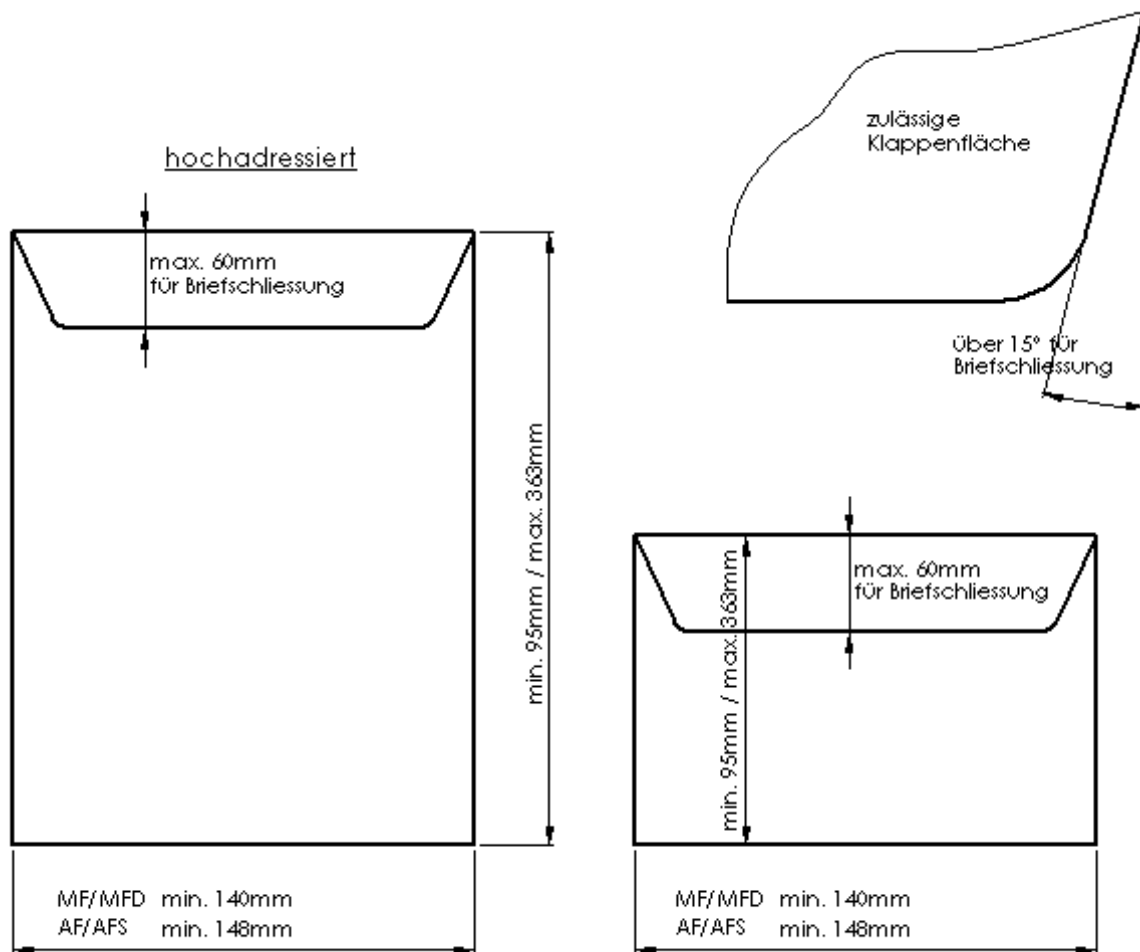 hochadressiert
max. 60mm
für Briefschliessung
min. 95mm / max. 363mm
MF/MFD min. 140mm
AF/AFS min. 148mm
zulässige
Klappenfläche
über 15° für
Briefschliessung
max. 60mm
für Briefschliessung
min. 95mm / max. 363mm
MF/MFD min. 140mm
AF/AFS min. 148mm